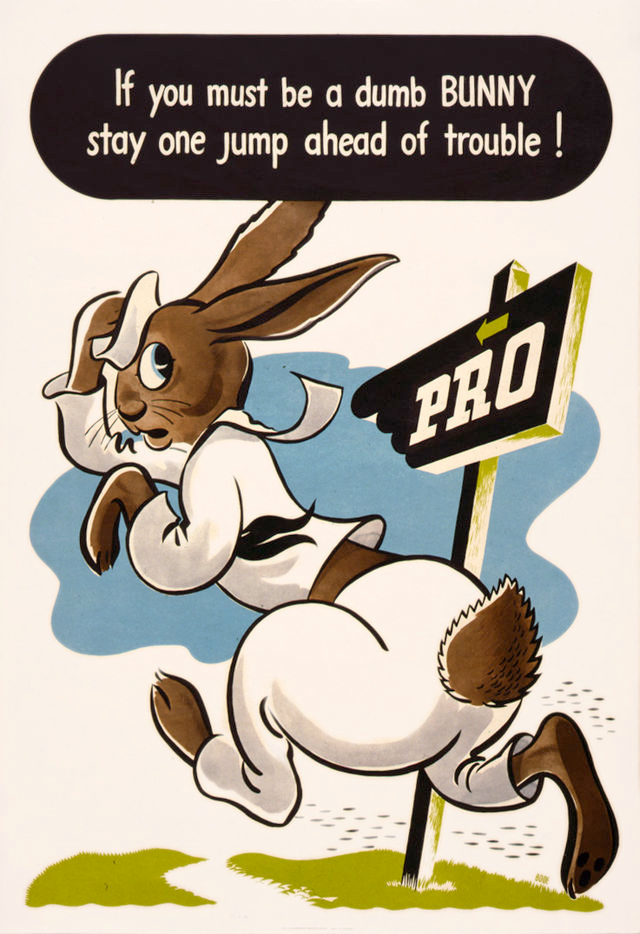 If you must be a dumb BUNNY
stay one jump ahead of trouble!
PRO